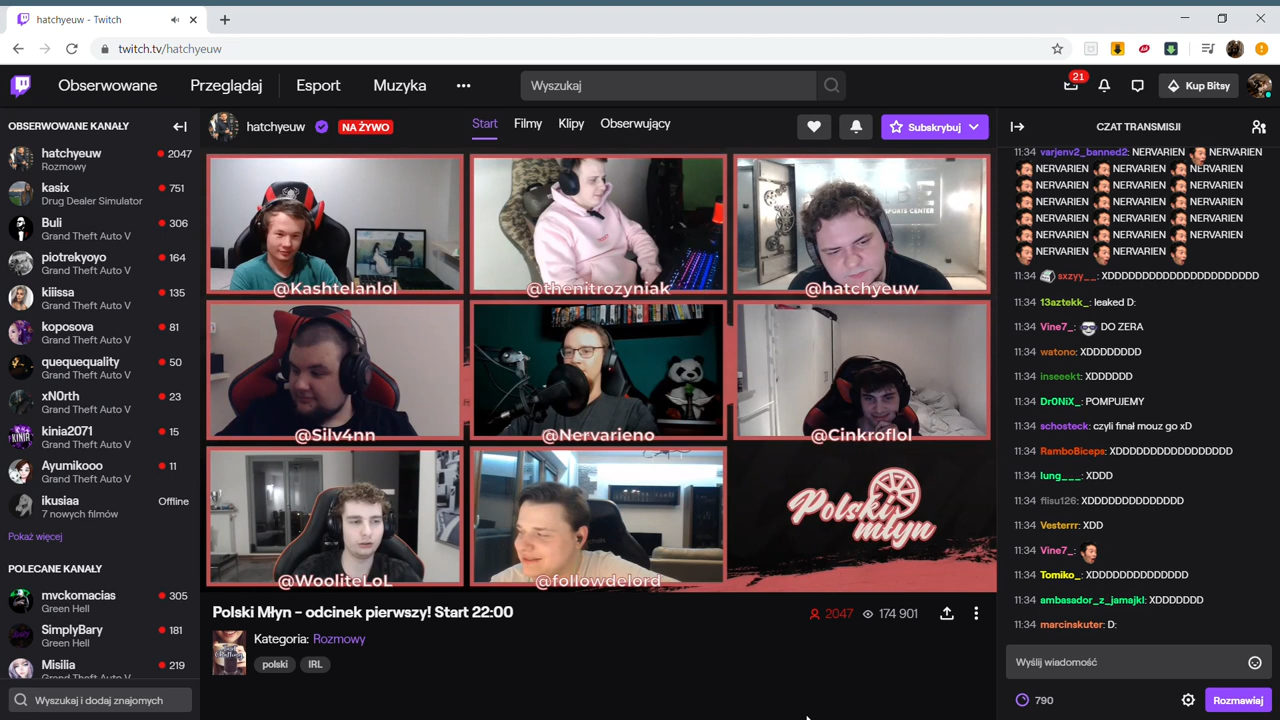 hatchyeuw - Twitch
twitch.tv/hatchyeuw
Obserwowane
Przeglądaj
Esport
Muzyka
Wyszukaj
21
Kup Bitsy
OBSERWOWANE KANAŁY
hatchyeuw 2047
Rozmowy
kasix 751
Drug Dealer Simulator
Buli 306
Grand Theft Auto V
piotrekyoyo 164
Grand Theft Auto V
kiiissa 135
Grand Theft Auto V
koposova 81
Grand Theft Auto V
quequequality 50
Grand Theft Auto V
xN0rth 23
Grand Theft Auto V
kinia2071 15
Grand Theft Auto V
Ayumikooo 11
Grand Theft Auto V
ikusiaa Offline
7 nowych filmów
Pokaż więcej
POLECANE KANAŁY
mvckomacias 305
Green Hell
SimplyBary 181
Green Hell
Misilia 219
Wyszukaj i dodaj znajomych
hatchyeuw
NA ŻYWO
Start
Filmy
Klipy
Obserwujący
Subskrybuj
@Kashtelanlol
@thenitrozyniak
@hatchyeuw
@Silv4nn
@Nervarieno
@Cinkroflol
@WooliteLoL
@followdelord
Polski
młyn
Polski Młyn - odcinek pierwszy! Start 22:00
2047
174 901
Kategoria: Rozmowy
polski
IRL
CZAT TRANSMISJI
11:34 varjenv2_banned2: NERVARIEN NERVARIEN
NERVARIEN NERVARIEN NERVARIEN
NERVARIEN NERVARIEN NERVARIEN
NERVARIEN NERVARIEN NERVARIEN
NERVARIEN NERVARIEN NERVARIEN
NERVARIEN NERVARIEN NERVARIEN
NERVARIEN NERVARIEN
11:34 sxzyy__: XDDDDDDDDDDDDDDDDDDDDDDD
11:34 13aztekk_: leaked D:
11:34 Vine7_: DO ZERA
11:34 watono: XDDDDDDDD
11:34 inseeekt: XDDDDDD
11:34 Dr0NiX_: POMPUJEMY
11:34 schosteck: czyli finał mouz go xD
11:34 RamboBiceps: XDDDDDDDDDDDDDDDDDD
11:34 lung___: XDDD
11:34 flisu126: XDDDDDDDDDDDDDDD
11:34 Vesterrr: XDD
11:34 Vine7_:
11:34 Tomiko_: XDDDDDDDDDDDDDD
11:34 ambasador_z_jamajki: XDDDDDDD
11:34 marcinskuter: D:
Wyślij wiadomość
790
Rozmawiaj